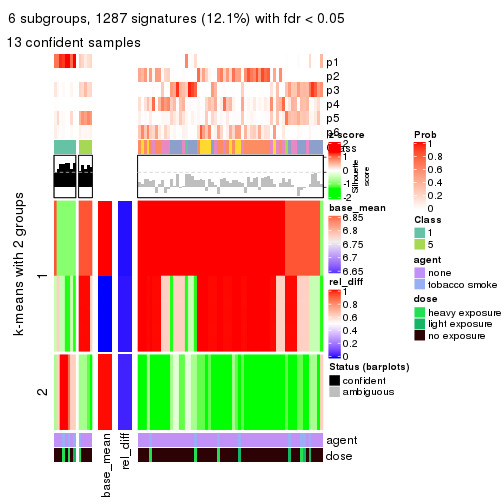 6 subgroups, 1287 signatures (12.1%) with fdr < 0.05
13 confident samples
p1
p2
p3
p4
p5
p6
Class
z-score
2
1
0
-1
-2
Silhouette
score
k-means with 2 groups
1
2
base_mean
6.85
6.8
6.75
6.7
6.65
rel_diff
1
0.8
0.6
0.4
0.2
0
Status (barplots)
confident
ambiguous
Prob
1
0.8
0.6
0.4
0.2
0
Class
1
5
agent
none
tobacco smoke
dose
heavy exposure
light exposure
no exposure
agent
dose
base_mean
rel_diff